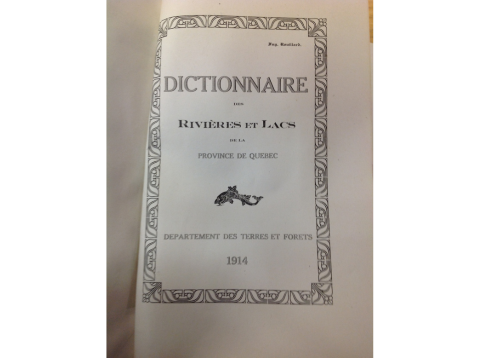 DICTIONNAIRE
DES
RIVIÈRES ET LACS
DE LA
PROVINCE DE QUEBEC
DEPARTEMENT DES TERRES ET FORETS
1914